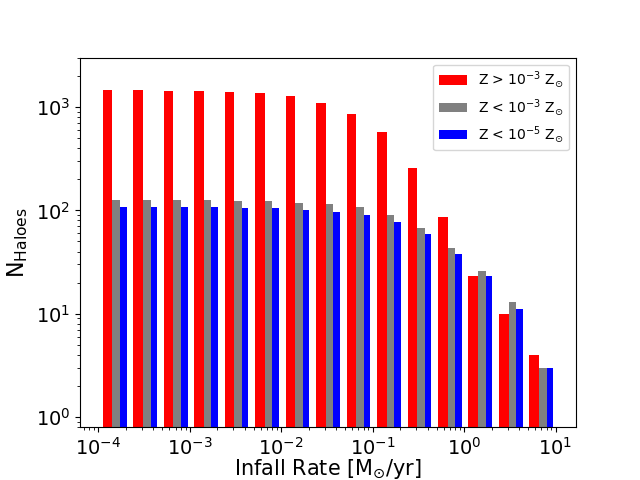 Z > 10⁻³ Z⊙
Z < 10⁻³ Z⊙
Z < 10⁻⁵ Z⊙
N_Haloes
10³
10²
10¹
10⁰
10⁻⁴ 10⁻³ 10⁻² 10⁻¹ 10⁰ 10¹
Infall Rate [M⊙/yr]